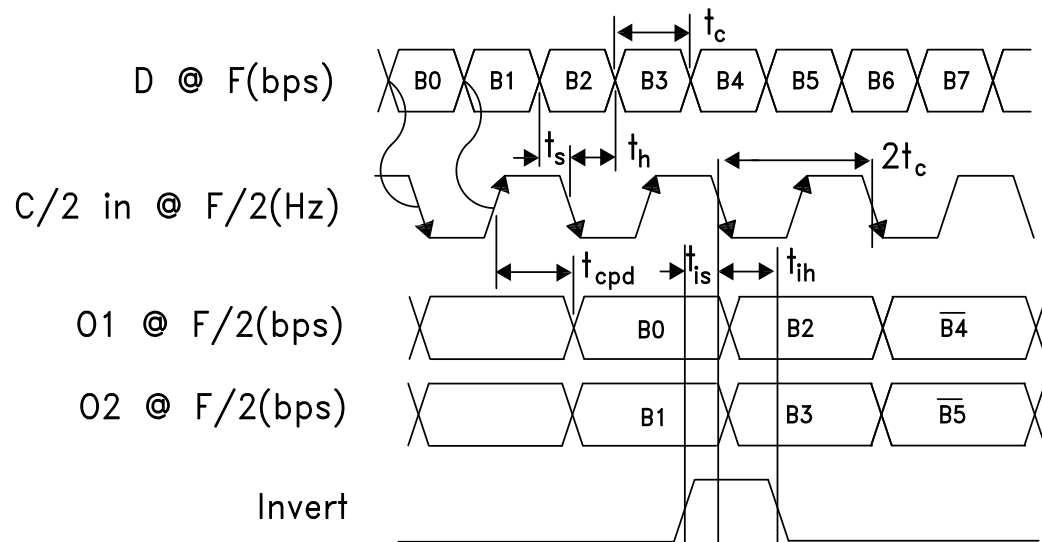 t_c
D @ F(bps) B0 B1 B2 B3 B4 B5 B6 B7
t_s t_h 2t_c
C/2 in @ F/2(Hz)
t_cpd t_is t_ih
O1 @ F/2(bps) B0 B2 B̅4̅
O2 @ F/2(bps) B1 B3 B̅5̅
Invert